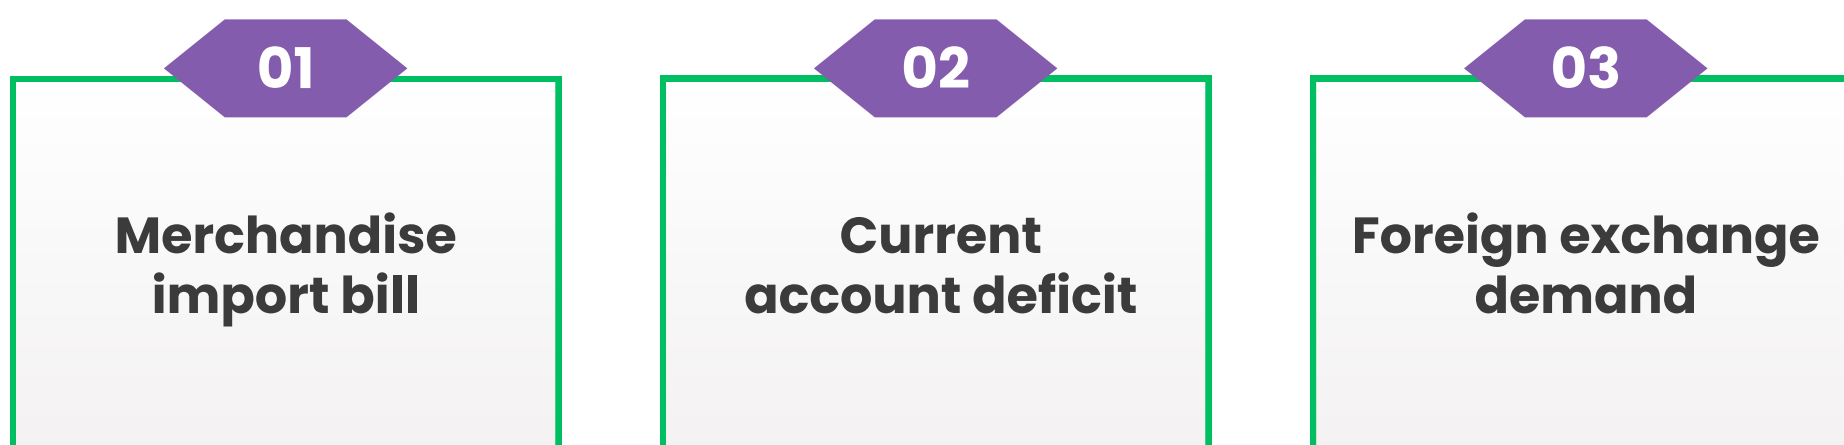 01
Merchandise
import bill
02
Current
account deficit
03
Foreign exchange
demand